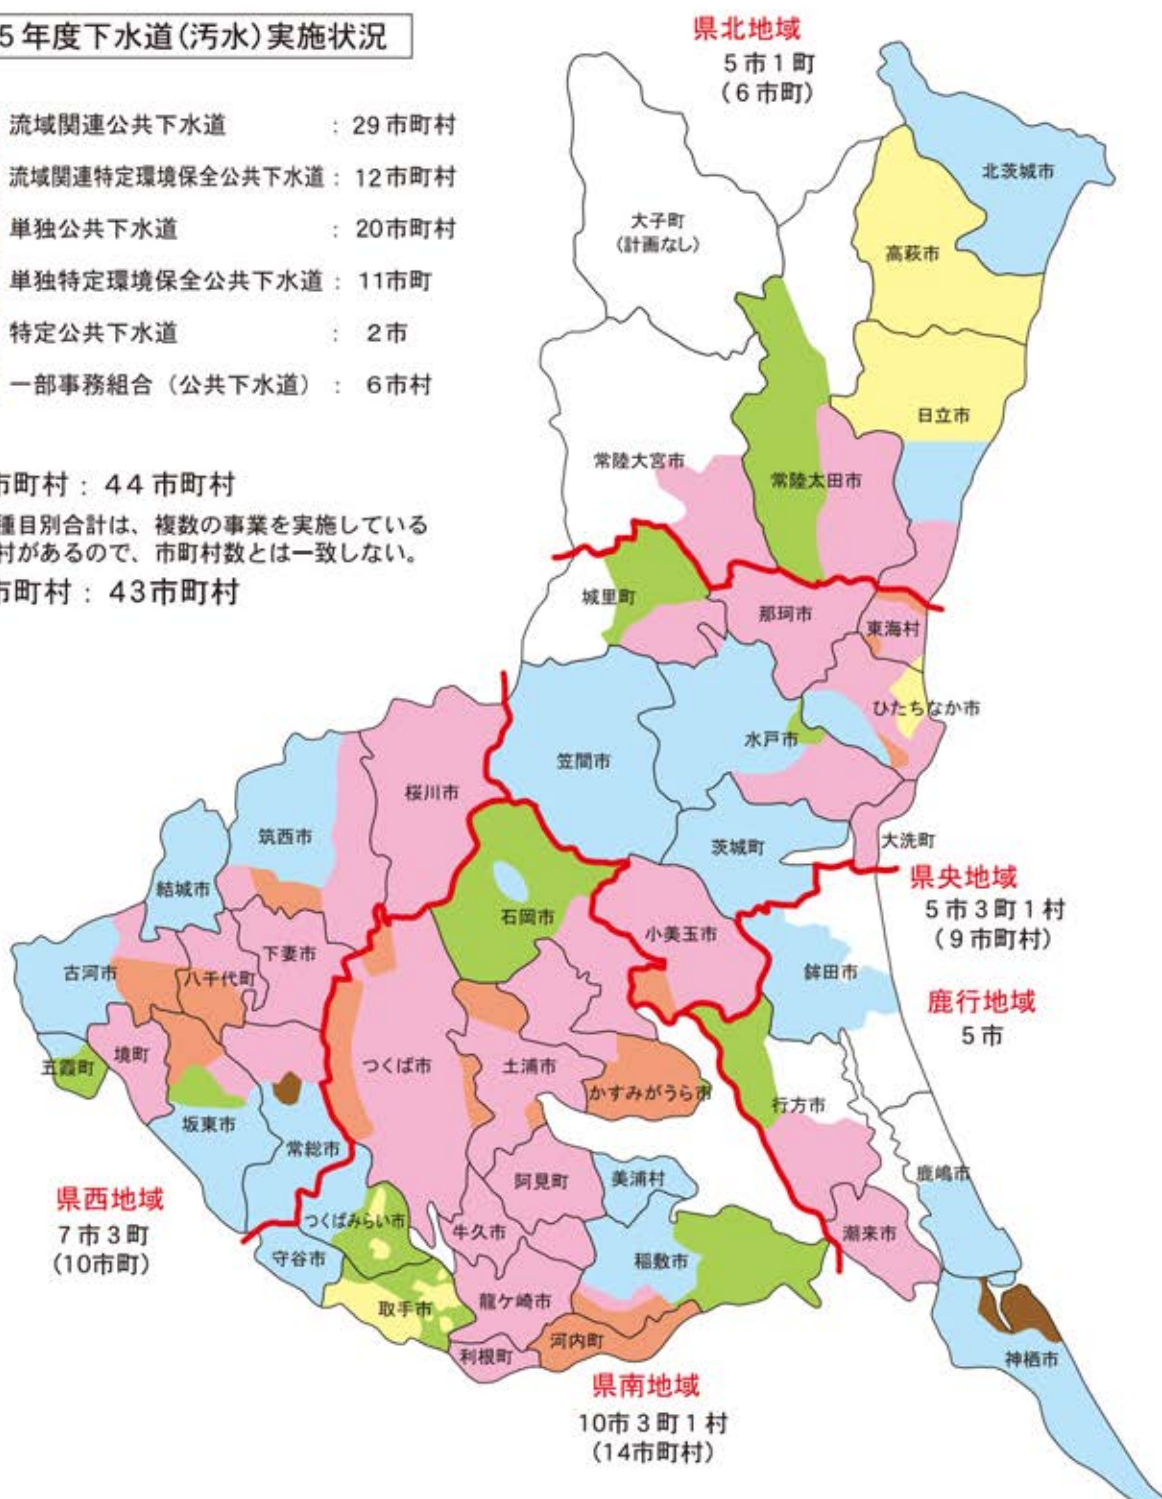 5年度下水道(汚水)実施状況
流域関連公共下水道 : 29市町村
流域関連特定環境保全公共下水道 : 12市町村
単独公共下水道 : 20市町村
単独特定環境保全公共下水道 : 11市町
特定公共下水道 : 2市
一部事務組合（公共下水道） : 6市村
市町村 : 44市町村
種目別合計は、複数の事業を実施している
村があるので、市町村数とは一致しない。
市町村 : 43市町村
県北地域
5市1町
(6市町)
北茨城市
大子町
(計画なし)
高萩市
日立市
常陸大宮市
常陸太田市
城里町
那珂市
東海村
ひたちなか市
水戸市
笠間市
桜川市
筑西市
茨城町
大洗町
結城市
県央地域
5市3町1村
(9市町村)
石岡市
小美玉市
下妻市
古河市
八千代町
鉾田市
鹿行地域
5市
五霞町
境町
つくば市
土浦市
かすみがうら市
行方市
坂東市
常総市
阿見町
美浦村
鹿嶋市
県西地域
7市3町
(10市町)
つくばみらい市
牛久市
潮来市
守谷市
稲敷市
取手市
龍ケ崎市
河内町
利根町
神栖市
県南地域
10市3町1村
(14市町村)